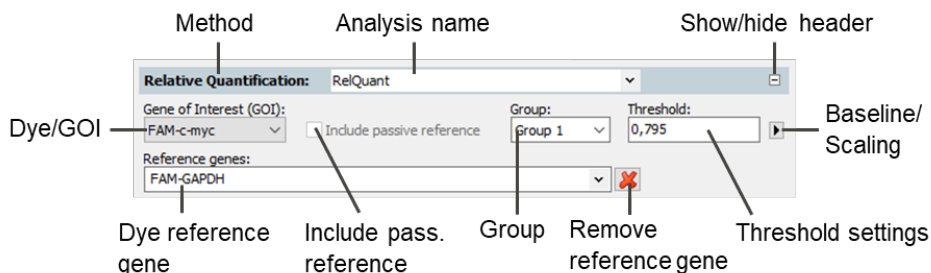 Method
Analysis name
Show/hide header
Relative Quantification:
RelQuant
Gene of Interest (GOI):
Group:
Threshold:
Dye/GOI
FAM-c-myc
Include passive reference
Group 1
0,795
Baseline/
Scaling
Reference genes:
FAM-GAPDH
Dye reference
gene
Include pass.
reference
Group
Remove
reference gene
Threshold settings